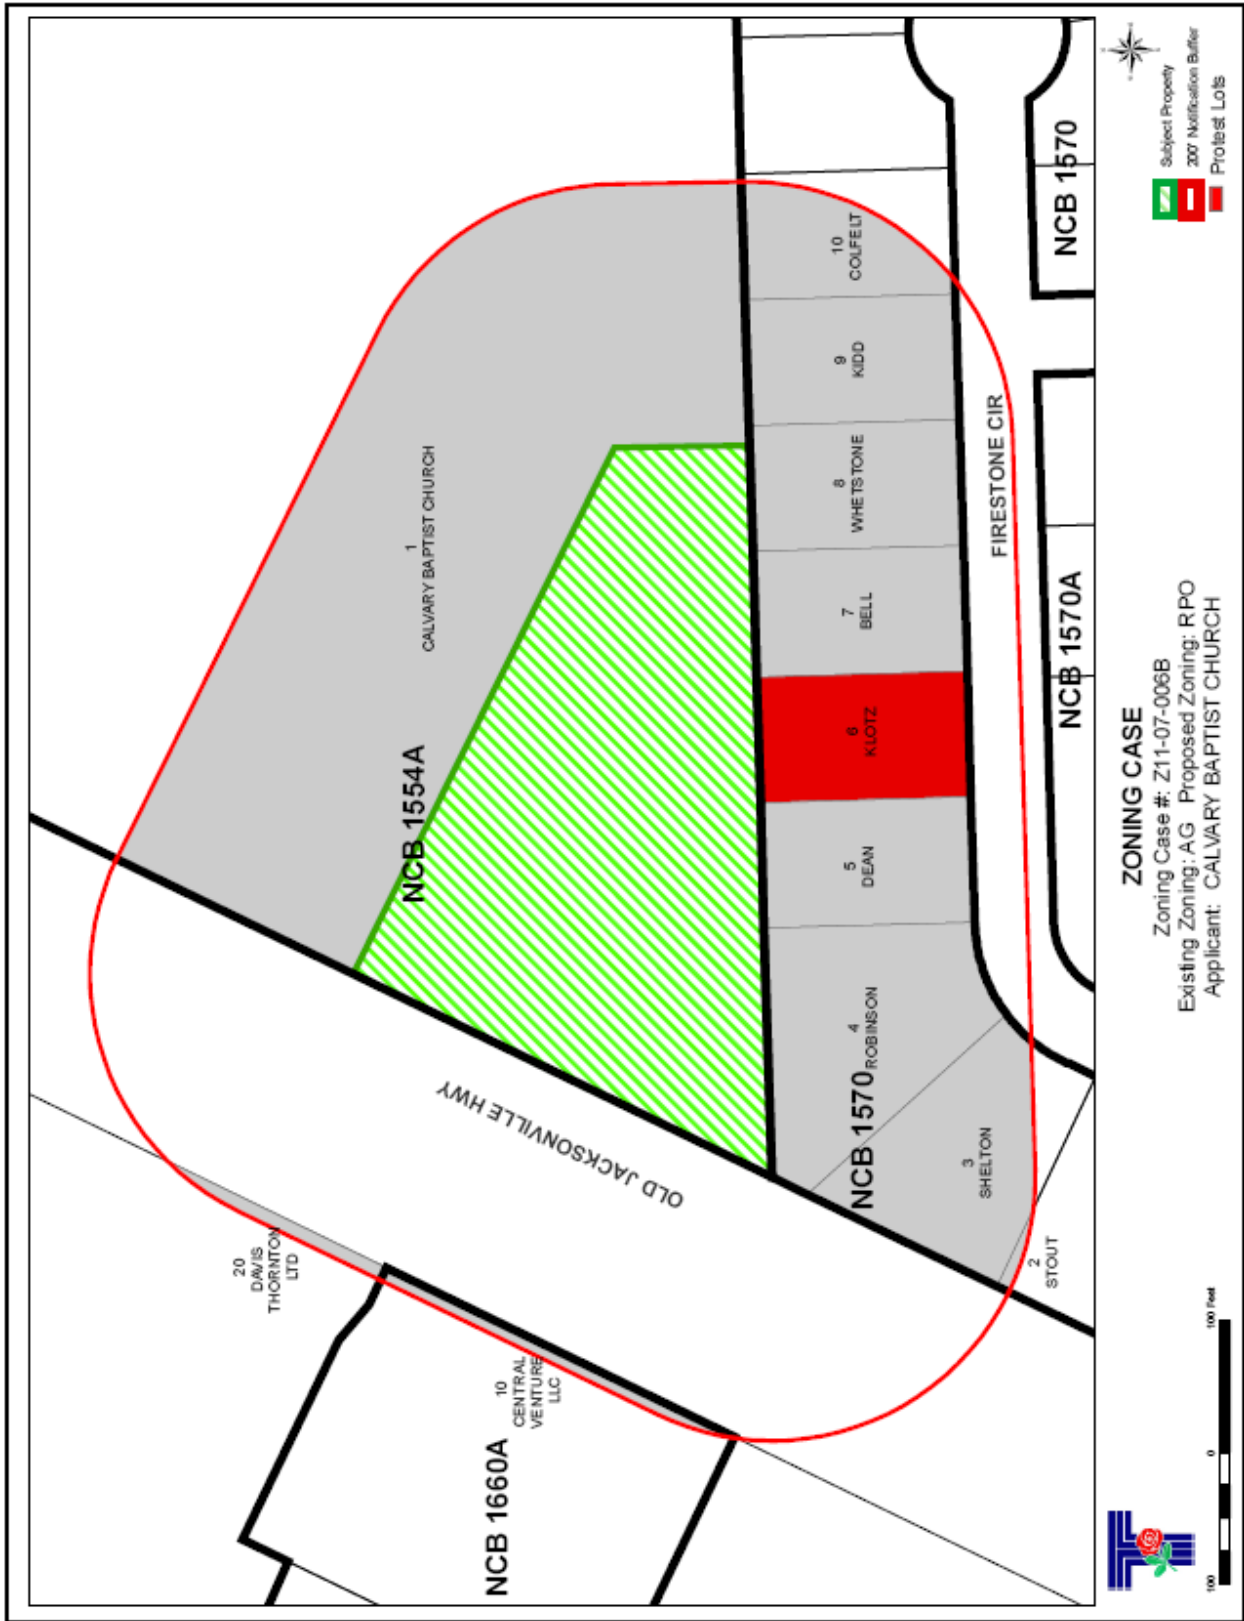 NCB 1660A
10
CENTRAL
VENTURE
LLC
20
DAVIS
THORNTON
LTD
OLD JACKSONVILLE HWY
NCB 1554A
1
CALVARY BAPTIST CHURCH
2
STOUT
3
SHELTON
NCB 1570
4
ROBINSON
5
DEAN
6
KLOTZ
7
BELL
8
WHETSTONE
9
KIDD
10
COLFELT
FIRESTONE CIR
NCB 1570A
NCB 1570
100 0 100 Feet
ZONING CASE
Zoning Case #: Z11-07-006B
Existing Zoning: AG Proposed Zoning: RPO
Applicant: CALVARY BAPTIST CHURCH
Subject Property
200' Notification Buffer
Protest Lots